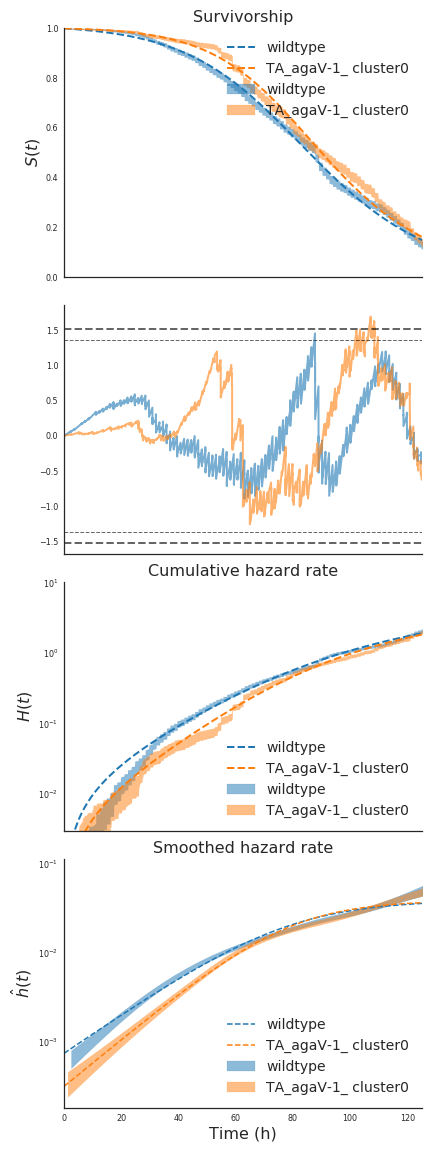 Survivorship
1.0
0.8
0.6
0.4
0.2
0.0
S(t)
wildtype
TA_agaV-1_ cluster0
wildtype
TA_agaV-1_ cluster0
1.5
1.0
0.5
0.0
−0.5
−1.0
−1.5
Cumulative hazard rate
10¹
10⁰
10⁻¹
10⁻²
H(t)
wildtype
TA_agaV-1_ cluster0
wildtype
TA_agaV-1_ cluster0
Smoothed hazard rate
10⁻¹
10⁻²
10⁻³
ĥ(t)
wildtype
TA_agaV-1_ cluster0
wildtype
TA_agaV-1_ cluster0
0 20 40 60 80 100 120
Time (h)